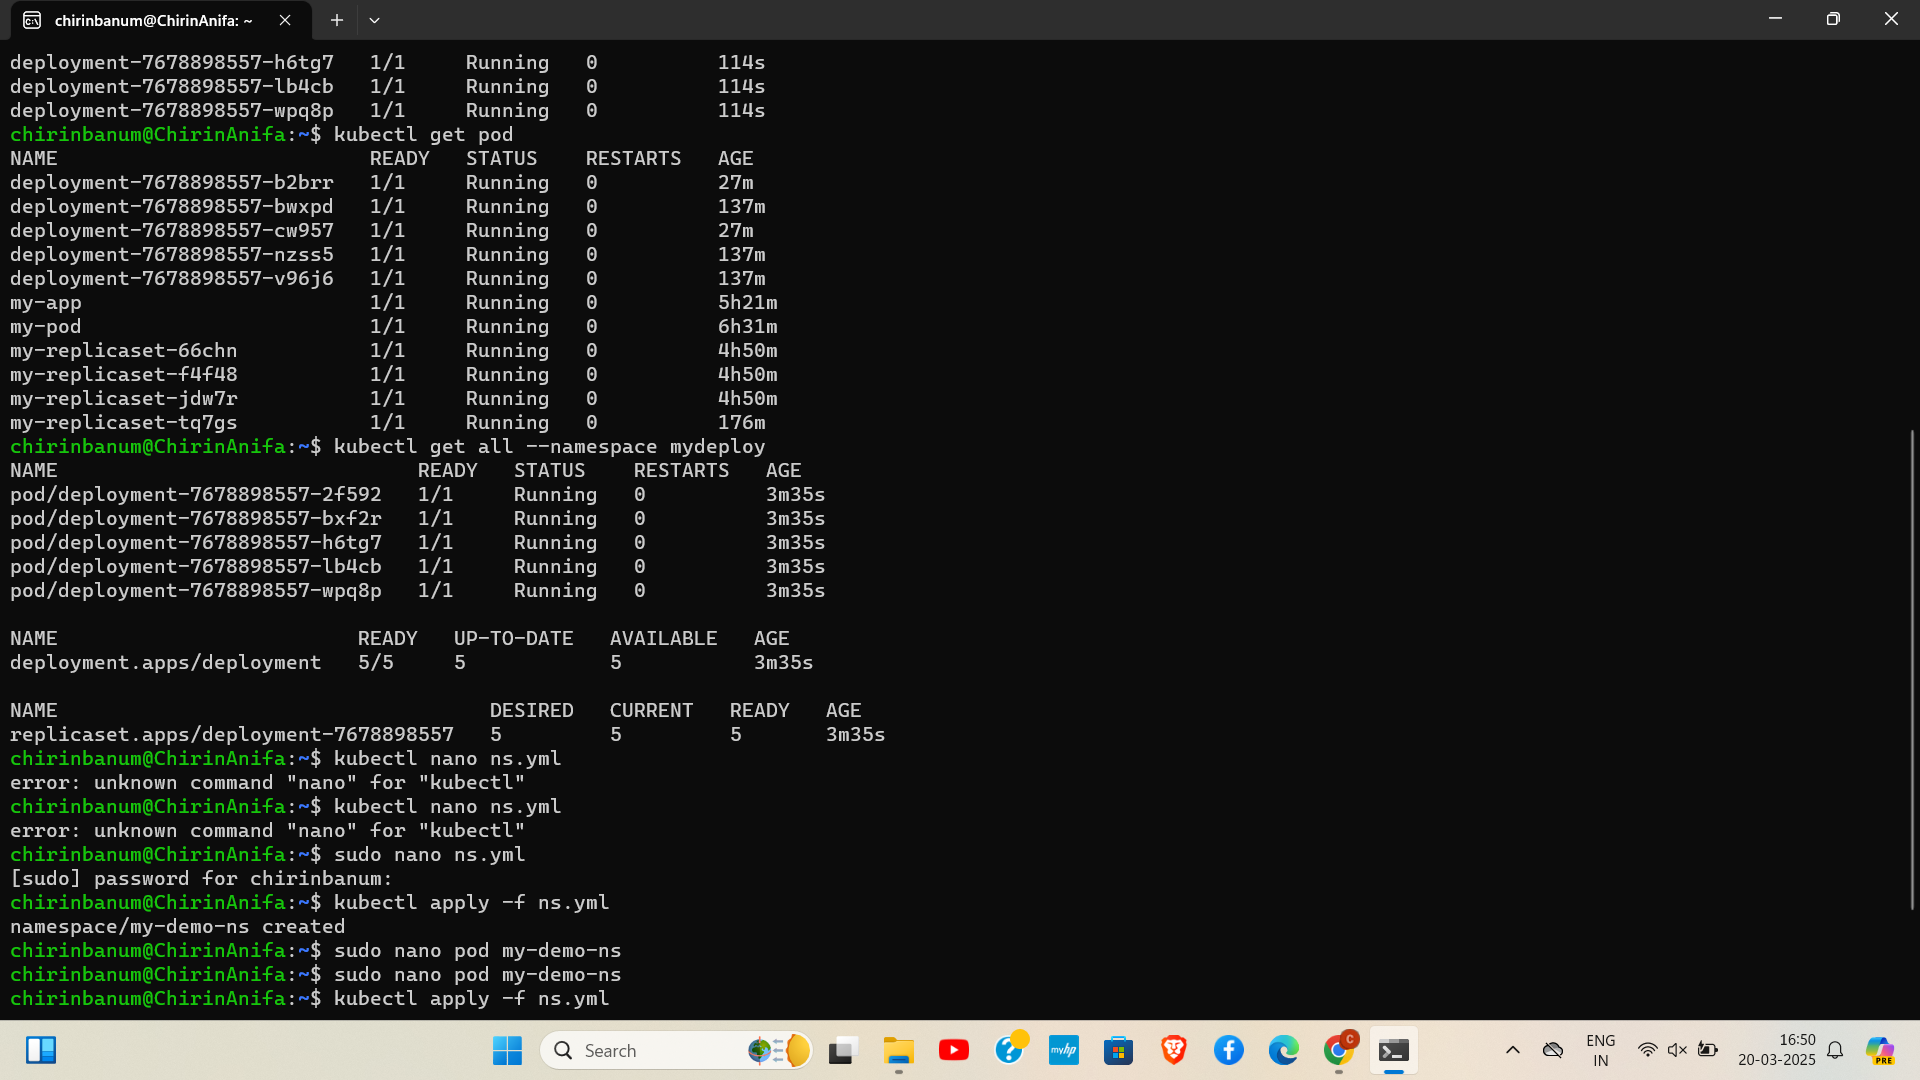 chirinbanum@ChirinAnifa: ~
deployment-7678898557-h6tg7   1/1     Running   0          114s
deployment-7678898557-lb4cb   1/1     Running   0          114s
deployment-7678898557-wpq8p   1/1     Running   0          114s
chirinbanum@ChirinAnifa:~$ kubectl get pod
NAME                          READY   STATUS    RESTARTS   AGE
deployment-7678898557-b2brr   1/1     Running   0          27m
deployment-7678898557-bwxpd   1/1     Running   0          137m
deployment-7678898557-cw957   1/1     Running   0          27m
deployment-7678898557-nzss5   1/1     Running   0          137m
deployment-7678898557-v96j6   1/1     Running   0          137m
my-app                        1/1     Running   0          5h21m
my-pod                        1/1     Running   0          6h31m
my-replicaset-66chn           1/1     Running   0          4h50m
my-replicaset-f4f48           1/1     Running   0          4h50m
my-replicaset-jdw7r           1/1     Running   0          4h50m
my-replicaset-tq7gs           1/1     Running   0          176m
chirinbanum@ChirinAnifa:~$ kubectl get all --namespace mydeploy
NAME                              READY   STATUS    RESTARTS   AGE
pod/deployment-7678898557-2f592   1/1     Running   0          3m35s
pod/deployment-7678898557-bxf2r   1/1     Running   0          3m35s
pod/deployment-7678898557-h6tg7   1/1     Running   0          3m35s
pod/deployment-7678898557-lb4cb   1/1     Running   0          3m35s
pod/deployment-7678898557-wpq8p   1/1     Running   0          3m35s
NAME                         READY   UP-TO-DATE   AVAILABLE   AGE
deployment.apps/deployment   5/5     5            5           3m35s
NAME                                    DESIRED   CURRENT   READY   AGE
replicaset.apps/deployment-7678898557   5         5         5       3m35s
chirinbanum@ChirinAnifa:~$ kubectl nano ns.yml
error: unknown command "nano" for "kubectl"
chirinbanum@ChirinAnifa:~$ kubectl nano ns.yml
error: unknown command "nano" for "kubectl"
chirinbanum@ChirinAnifa:~$ sudo nano ns.yml
[sudo] password for chirinbanum:
chirinbanum@ChirinAnifa:~$ kubectl apply -f ns.yml
namespace/my-demo-ns created
chirinbanum@ChirinAnifa:~$ sudo nano pod my-demo-ns
chirinbanum@ChirinAnifa:~$ sudo nano pod my-demo-ns
chirinbanum@ChirinAnifa:~$ kubectl apply -f ns.yml
Search
myhp
C
ENG
IN
16:50
20-03-2025
PRE